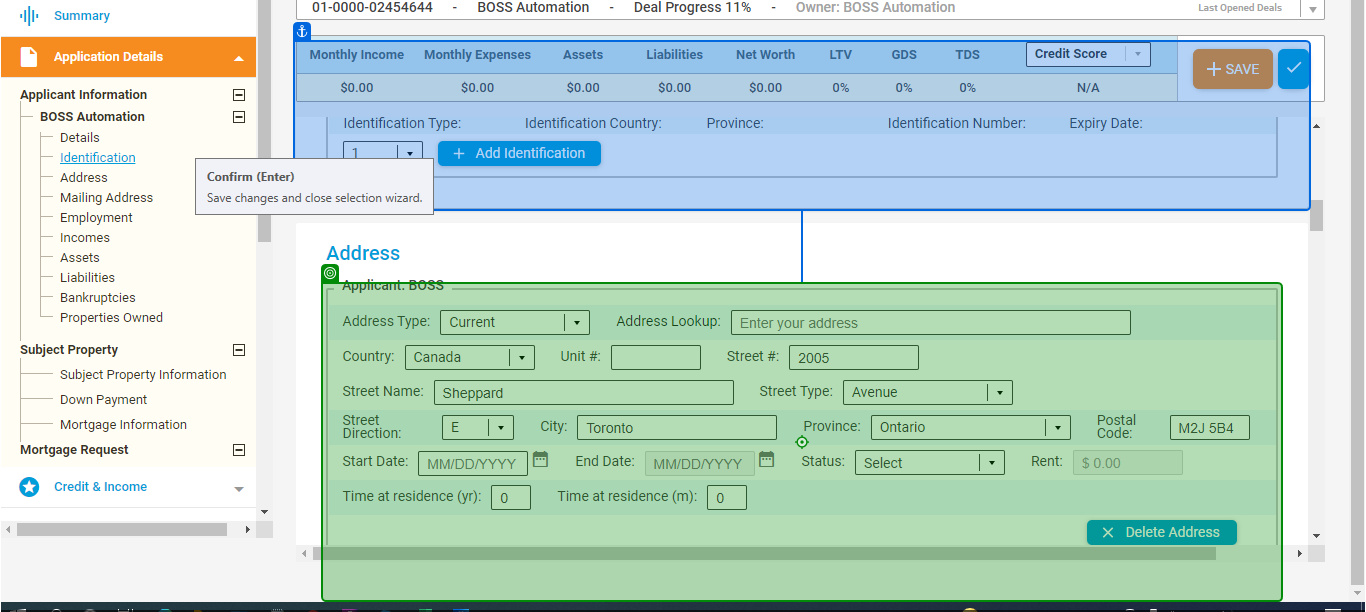 Summary
01-0000-02454644 - BOSS Automation - Deal Progress 11% - Owner: BOSS Automation Last Opened Deals
Application Details
Monthly Income Monthly Expenses Assets Liabilities Net Worth LTV GDS TDS Credit Score
+ SAVE
$0.00 $0.00 $0.00 $0.00 $0.00 0% 0% 0% N/A
Applicant Information
BOSS Automation
Details
Identification
Address
Mailing Address
Employment
Incomes
Assets
Liabilities
Bankruptcies
Properties Owned
Subject Property
Subject Property Information
Down Payment
Mortgage Information
Mortgage Request
Credit & Income
Identification Type: Identification Country: Province: Identification Number: Expiry Date:
1 + Add Identification
Confirm (Enter)
Save changes and close selection wizard.
Address
Applicant: BOSS
Address Type: Current Address Lookup: Enter your address
Country: Canada Unit #: Street #: 2005
Street Name: Sheppard Street Type: Avenue
Street Direction: E City: Toronto Province: Ontario Postal Code: M2J 5B4
Start Date: MM/DD/YYYY End Date: MM/DD/YYYY Status: Select Rent: $ 0.00
Time at residence (yr): 0 Time at residence (m): 0
Delete Address